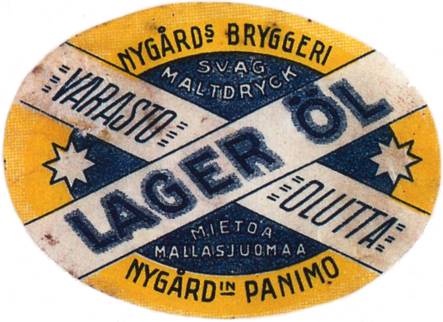 NYGÅRDS BRYGGERI
SVAG
MALTDRYCK
"VARASTO"
LAGER ÖL
"OLUTTA"
MIETOA
MALLASJUOMAA
NYGÅRDIN PANIMO